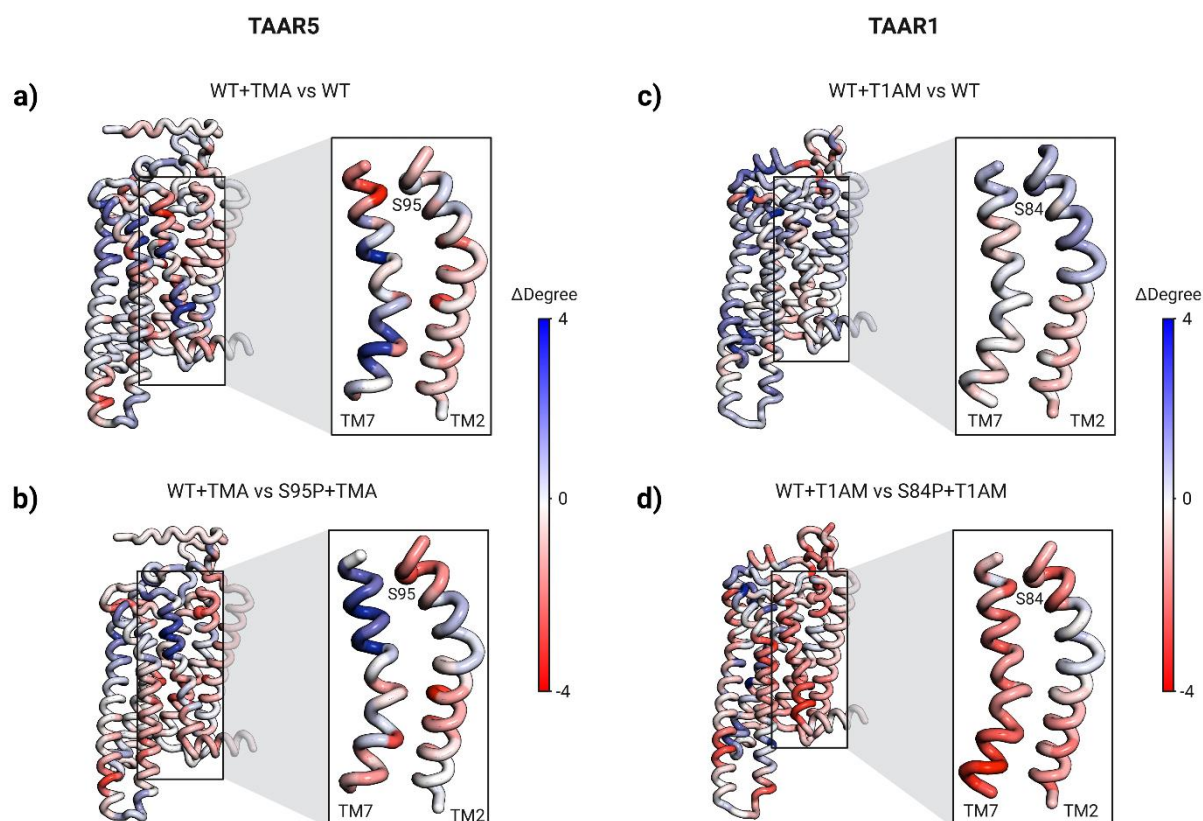 TAAR5
TAAR1
a)
WT+TMA vs WT
S95
TM7
TM2
c)
WT+T1AM vs WT
S84
TM7
TM2
ΔDegree
4
0
-4
ΔDegree
4
0
-4
b)
WT+TMA vs S95P+TMA
S95
TM7
TM2
d)
WT+T1AM vs S84P+T1AM
S84
TM7
TM2